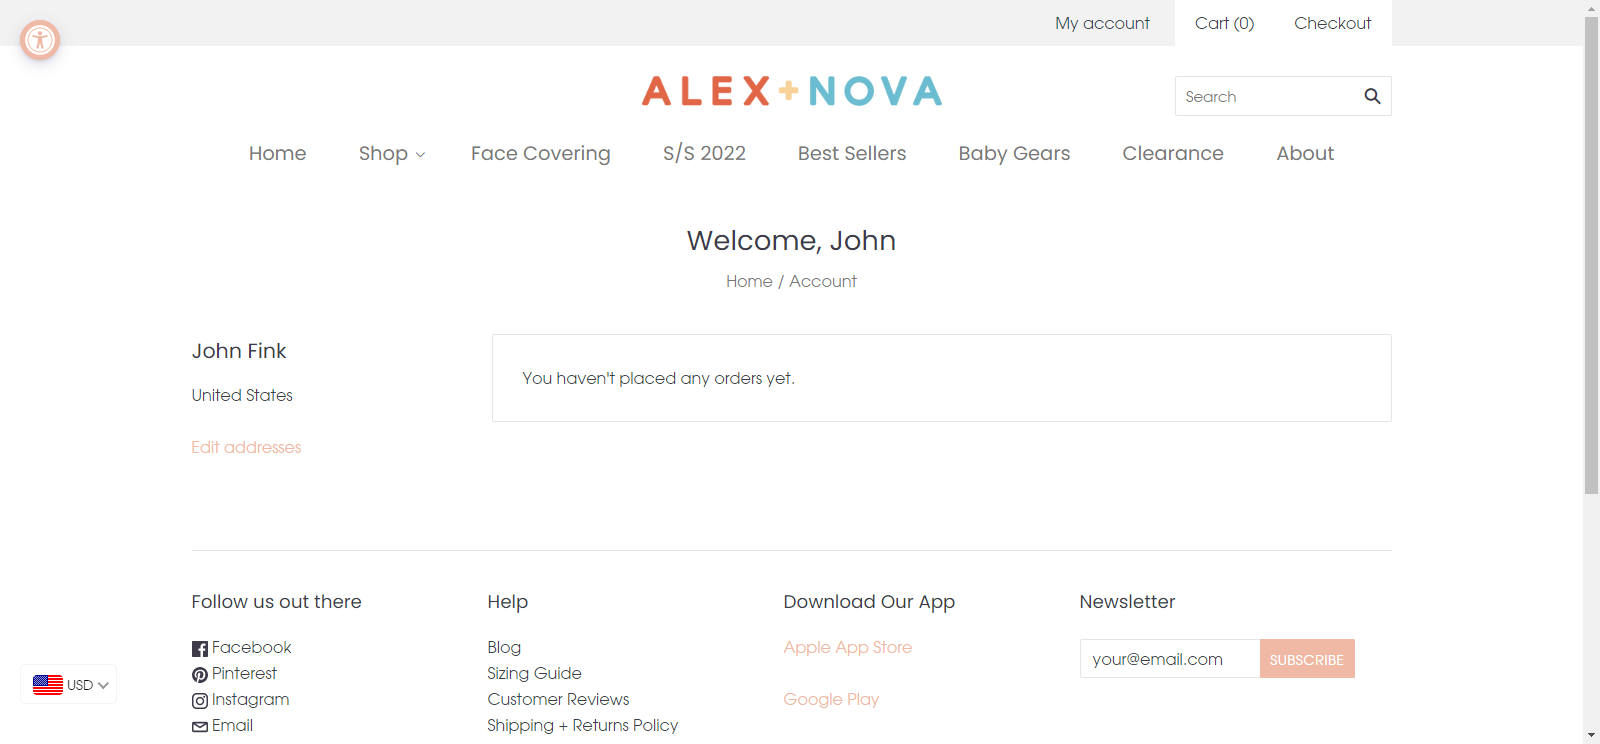 My account
Cart (0)
Checkout
ALEX+NOVA
Search
Home
Shop
Face Covering
S/S 2022
Best Sellers
Baby Gears
Clearance
About
Welcome, John
Home / Account
John Fink
United States
Edit addresses
You haven't placed any orders yet.
Follow us out there
Facebook
Pinterest
Instagram
Email
Help
Blog
Sizing Guide
Customer Reviews
Shipping + Returns Policy
Download Our App
Apple App Store
Google Play
Newsletter
your@email.com
SUBSCRIBE
USD